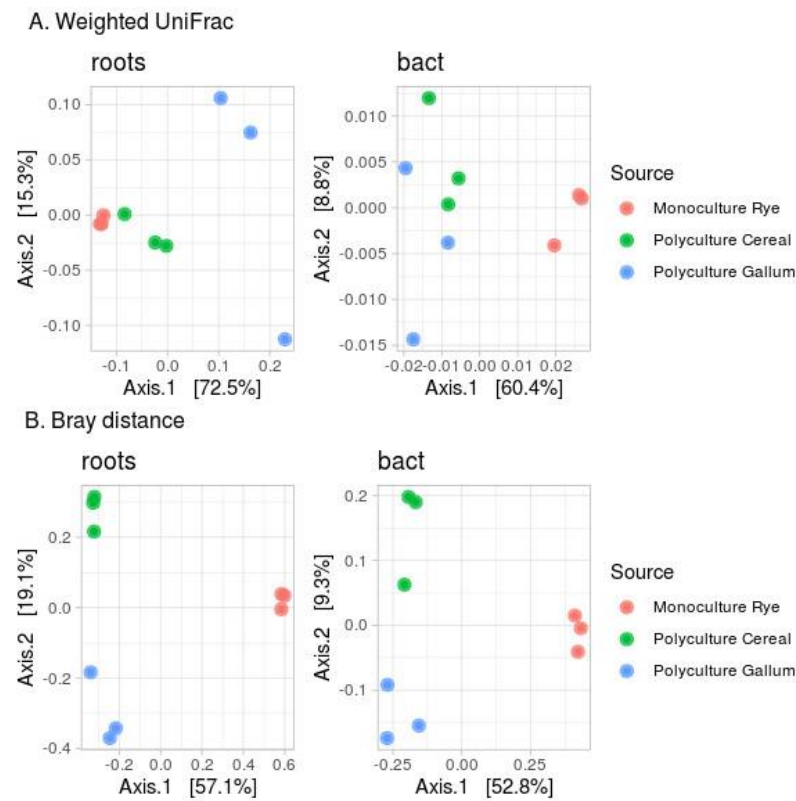 A. Weighted UniFrac
roots
bact
0.10
0.05
0.00
-0.05
-0.10
Axis.2 [15.3%]
-0.1 0.0 0.1 0.2
Axis.1 [72.5%]
0.010
0.005
0.000
-0.005
-0.010
-0.015
Axis.2 [8.8%]
-0.02 -0.01 0.00 0.01 0.02
Axis.1 [60.4%]
Source
Monoculture Rye
Polyculture Cereal
Polyculture Gallum
B. Bray distance
roots
bact
0.2
0.0
-0.2
-0.4
Axis.2 [19.1%]
-0.2 0.0 0.2 0.4 0.6
Axis.1 [57.1%]
0.2
0.1
0.0
-0.1
Axis.2 [9.3%]
-0.25 0.00 0.25
Axis.1 [52.8%]
Source
Monoculture Rye
Polyculture Cereal
Polyculture Gallum